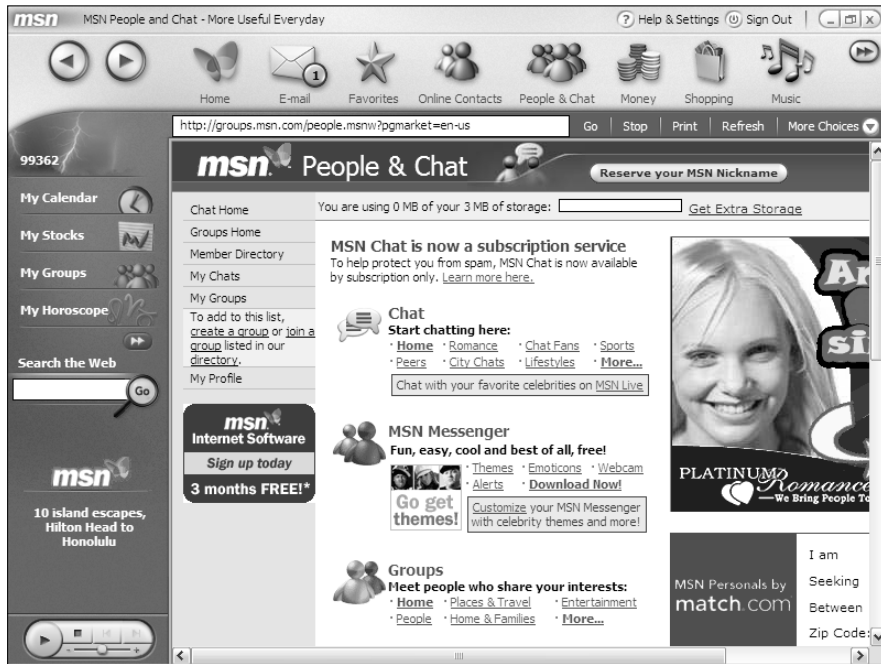 msn MSN People and Chat - More Useful Everyday
? Help & Settings Sign Out
1
Home E-mail Favorites Online Contacts People & Chat Money Shopping Music
http://groups.msn.com/people.msnw?pgmarket=en-us Go Stop Print Refresh More Choices
99362
My Calendar
My Stocks
My Groups
My Horoscope
Search the Web
Go
msn
10 island escapes,
Hilton Head to
Honolulu
msn People & Chat
Reserve your MSN Nickname
Chat Home
Groups Home
Member Directory
My Chats
My Groups
To add to this list,
create a group or join a
group listed in our
directory.
My Profile
msn
Internet Software
Sign up today
3 months FREE!*
You are using 0 MB of your 3 MB of storage: Get Extra Storage
MSN Chat is now a subscription service
To help protect you from spam, MSN Chat is now available
by subscription only. Learn more here.
Chat
Start chatting here:
· Home · Romance · Chat Fans · Sports
· Peers · City Chats · Lifestyles · More...
Chat with your favorite celebrities on MSN Live
MSN Messenger
Fun, easy, cool and best of all, free!
· Themes · Emoticons · Webcam
· Alerts · Download Now!
Go get
themes!
Customize your MSN Messenger
with celebrity themes and more!
Groups
Meet people who share your interests:
· Home · Places & Travel · Entertainment
· People · Home & Families · More...
PLATINUM
Romance
—We Bring People To
MSN Personals by
match.com
I am
Seeking
Between
Zip Code: